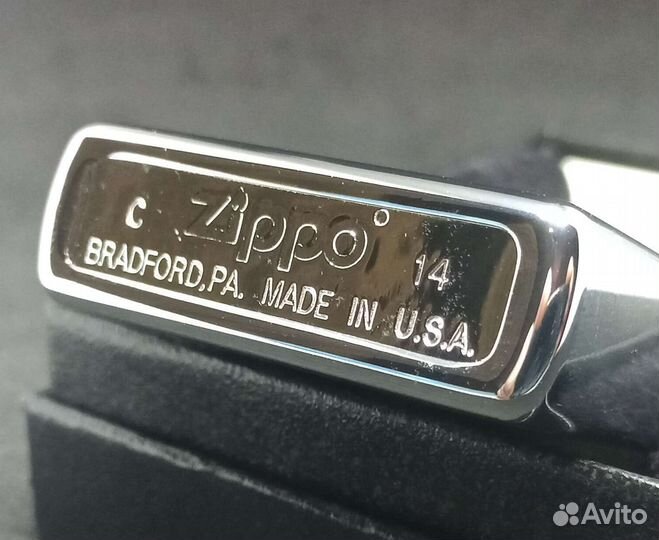 C Zippo 14
BRADFORD, PA. MADE IN U.S.A.
Avito